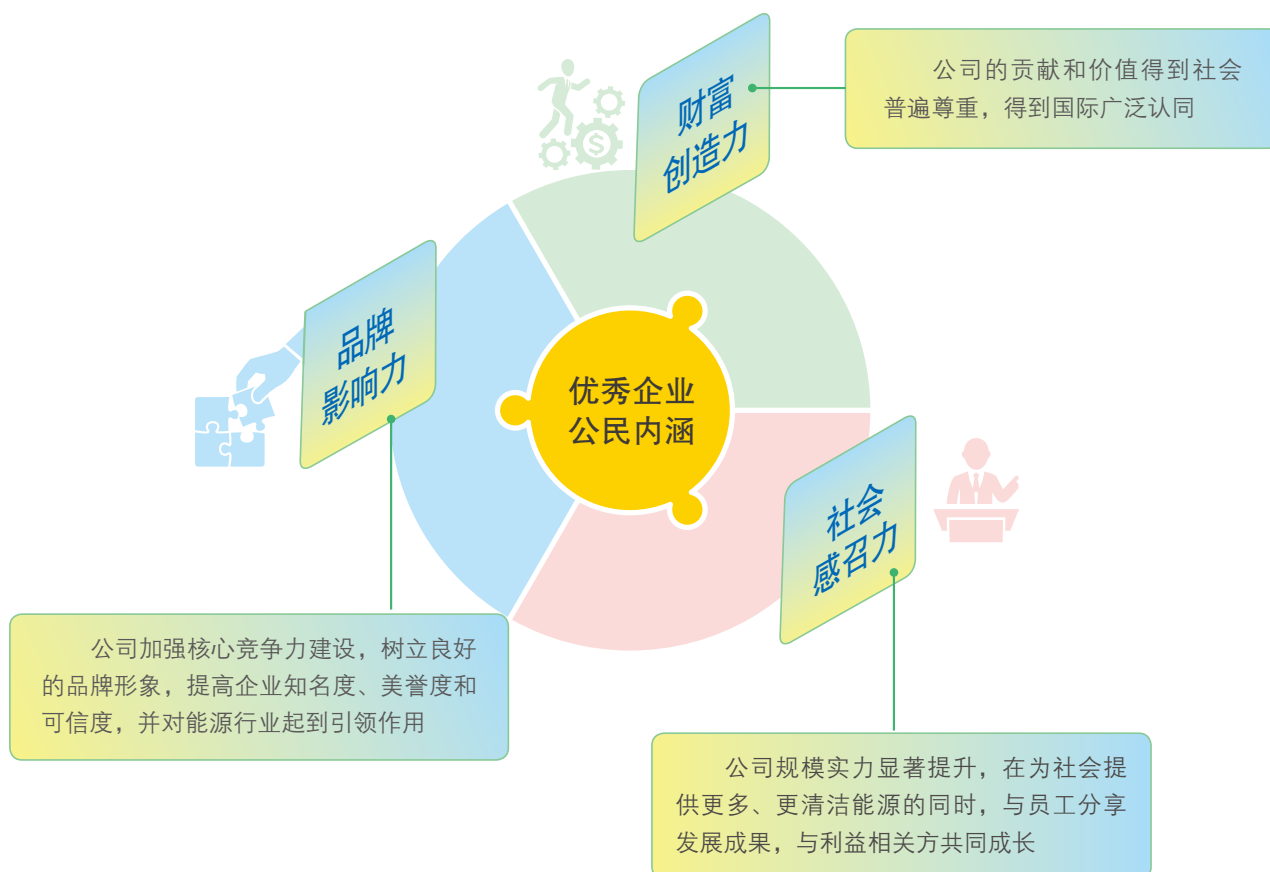 财富
创造力
公司的贡献和价值得到社会
普遍尊重，得到国际广泛认同
$
品牌
影响力
优秀企业
公民内涵
社会
感召力
公司加强核心竞争力建设，树立良好
的品牌形象，提高企业知名度、美誉度和
可信度，并对能源行业起到引领作用
公司规模实力显著提升，在为社会提
供更多、更清洁能源的同时，与员工分享
发展成果，与利益相关方共同成长